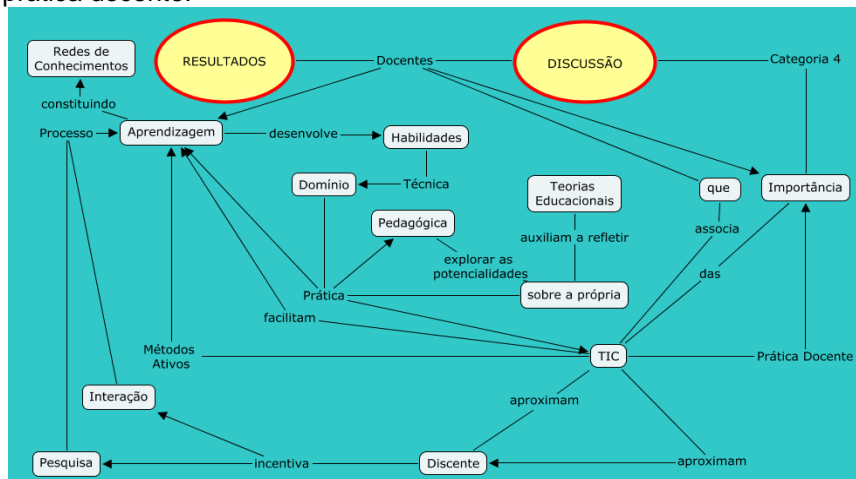 prática docente.
Redes de
Conhecimentos
RESULTADOS
Docentes
DISCUSSÃO
Categoria 4
constituindo
Processo
Aprendizagem
desenvolve
Habilidades
Domínio
Técnica
Teorias
Educacionais
que
Importância
Pedagógica
auxiliam a refletir
associa
explorar as
potencialidades
das
Prática
sobre a própria
facilitam
Métodos
Ativos
TIC
Prática Docente
Interação
aproximam
Pesquisa
incentiva
Discente
aproximam